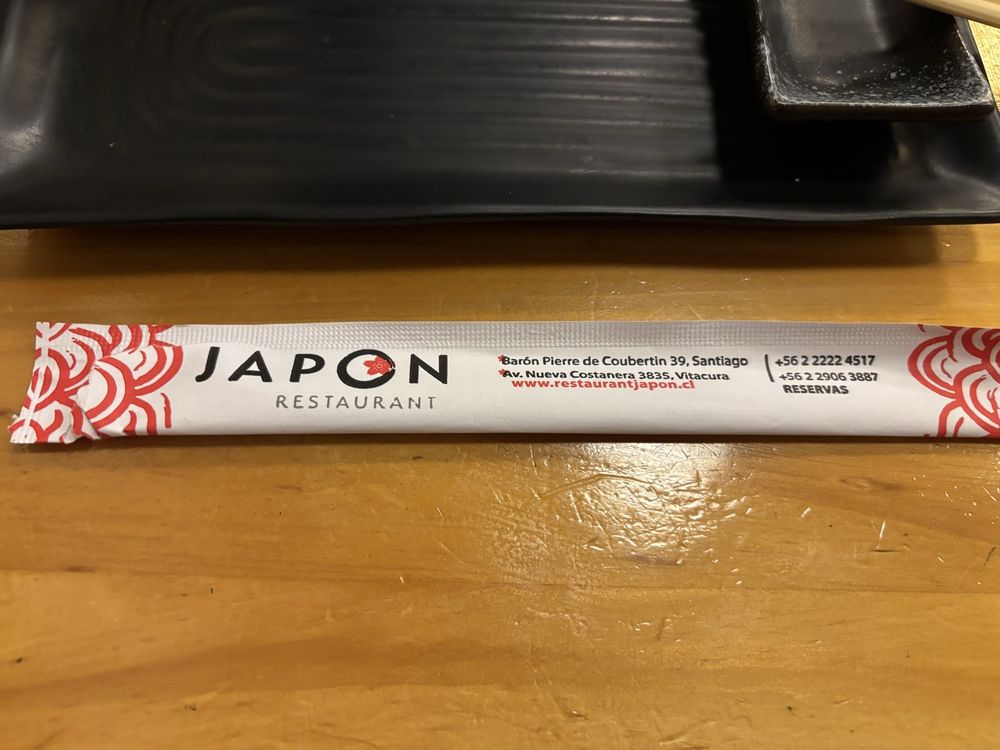 JAPON
RESTAURANT
Barón Pierre de Coubertin 39, Santiago
Av. Nueva Costanera 3835, Vitacura
www.restaurantjapon.cl
+56 2 2222 4517
+56 2 2906 3887
RESERVAS